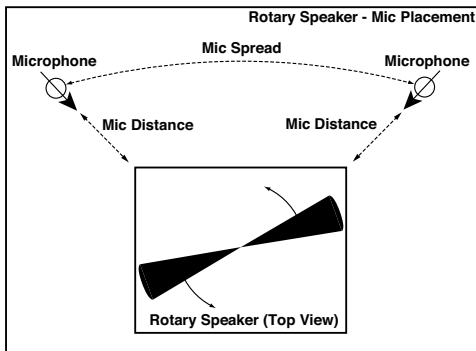 Rotary Speaker - Mic Placement
Mic Spread
Microphone
Microphone
Mic Distance
Mic Distance
Rotary Speaker (Top View)